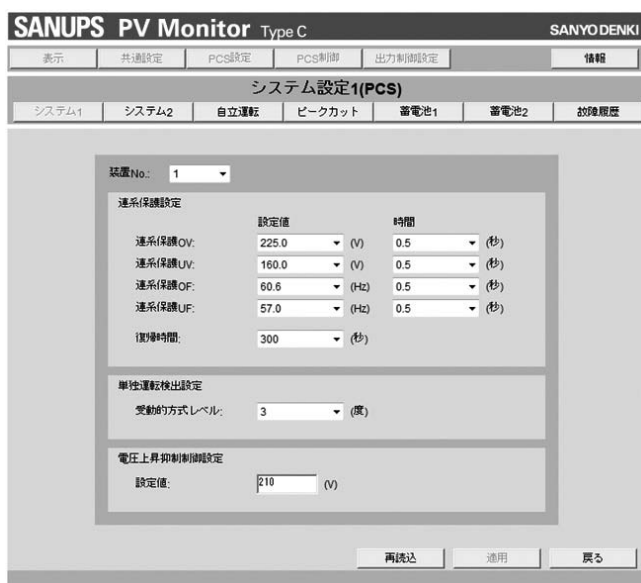 SANUPS PV Monitor Type C SANYO DENKI
表示 共通設定 PCS設定 PCS制御 出力制御設定 情報
システム設定1(PCS)
システム1 システム2 自立運転 ピークカット 蓄電池1 蓄電池2 故障履歴
装置No.: 1
連系保護設定
設定値 時間
連系保護OV: 225.0 (V) 0.5 (秒)
連系保護UV: 160.0 (V) 0.5 (秒)
連系保護OF: 60.6 (Hz) 0.5 (秒)
連系保護UF: 57.0 (Hz) 0.5 (秒)
復帰時間: 300 (秒)
単独運転検出設定
受動的方式レベル: 3 (度)
電圧上昇抑制制御設定
設定値: 210 (V)
再読込 適用 戻る